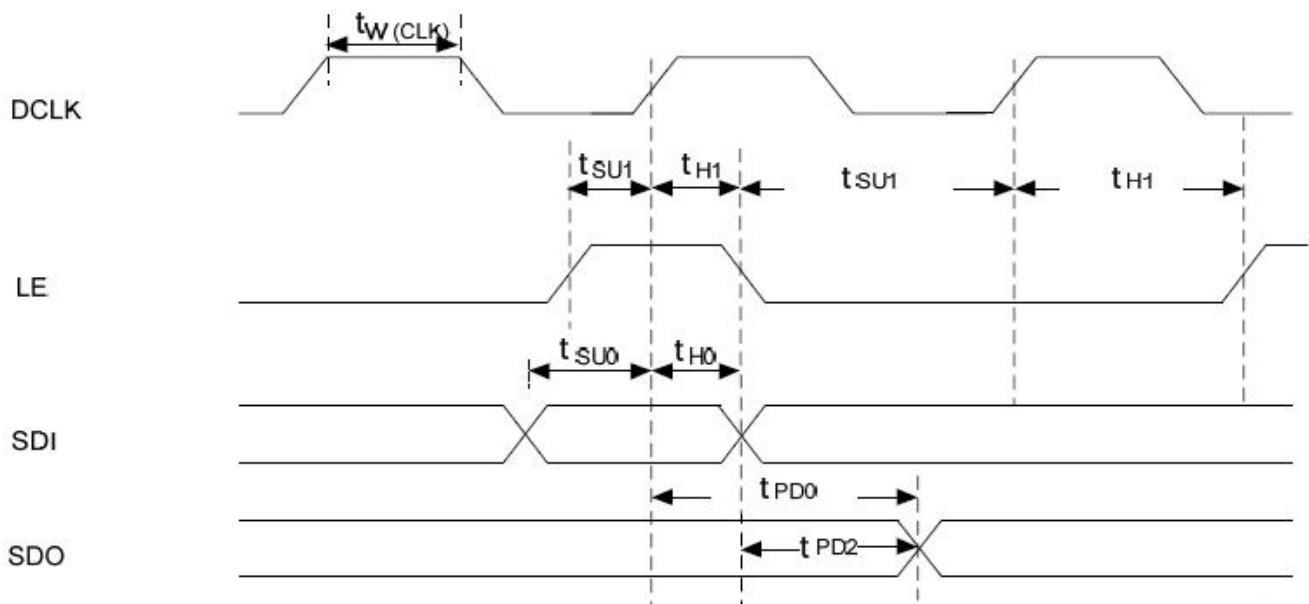 tW(CLK)
DCLK
tSU1 tH1 tSU1 tH1
LE
tSU0 tH0
SDI
tPD0
SDO tPD2